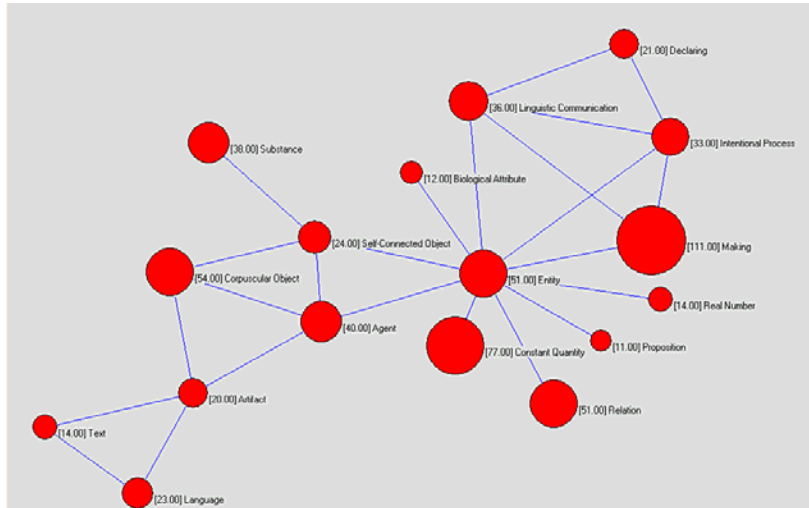 [21.00] Declaring
[36.00] Linguistic Communication
[33.00] Intentional Process
[38.00] Substance
[12.00] Biological Attribute
[24.00] Self-Connected Object
[111.00] Making
[54.00] Corpuscular Object
[51.00] Entity
[14.00] Real Number
[40.00] Agent
[11.00] Proposition
[77.00] Constant Quantity
[20.00] Artifact
[51.00] Relation
[14.00] Text
[23.00] Language